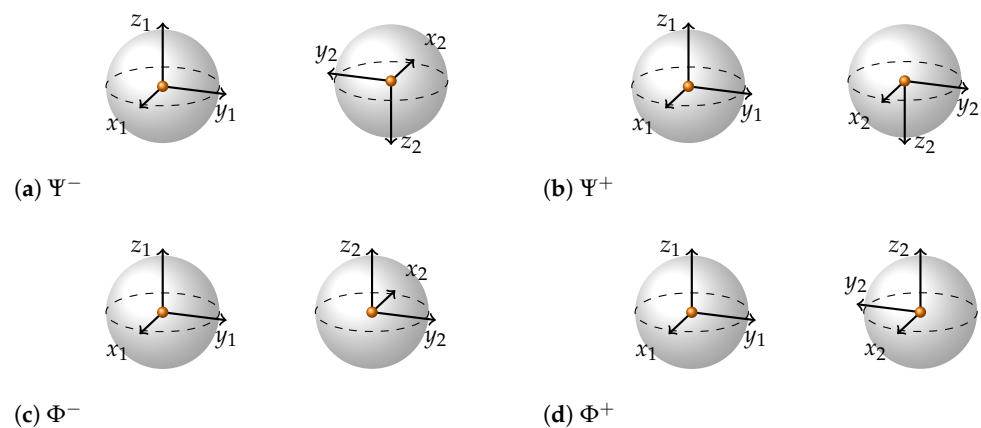 z₁ x₁ y₁ y₂ x₂ z₂
z₁ x₁ y₁ x₂ y₂ z₂
(a) Ψ⁻ (b) Ψ⁺
z₁ x₁ y₁ z₂ x₂ y₂
z₁ x₁ y₁ z₂ y₂ x₂
(c) Φ⁻ (d) Φ⁺